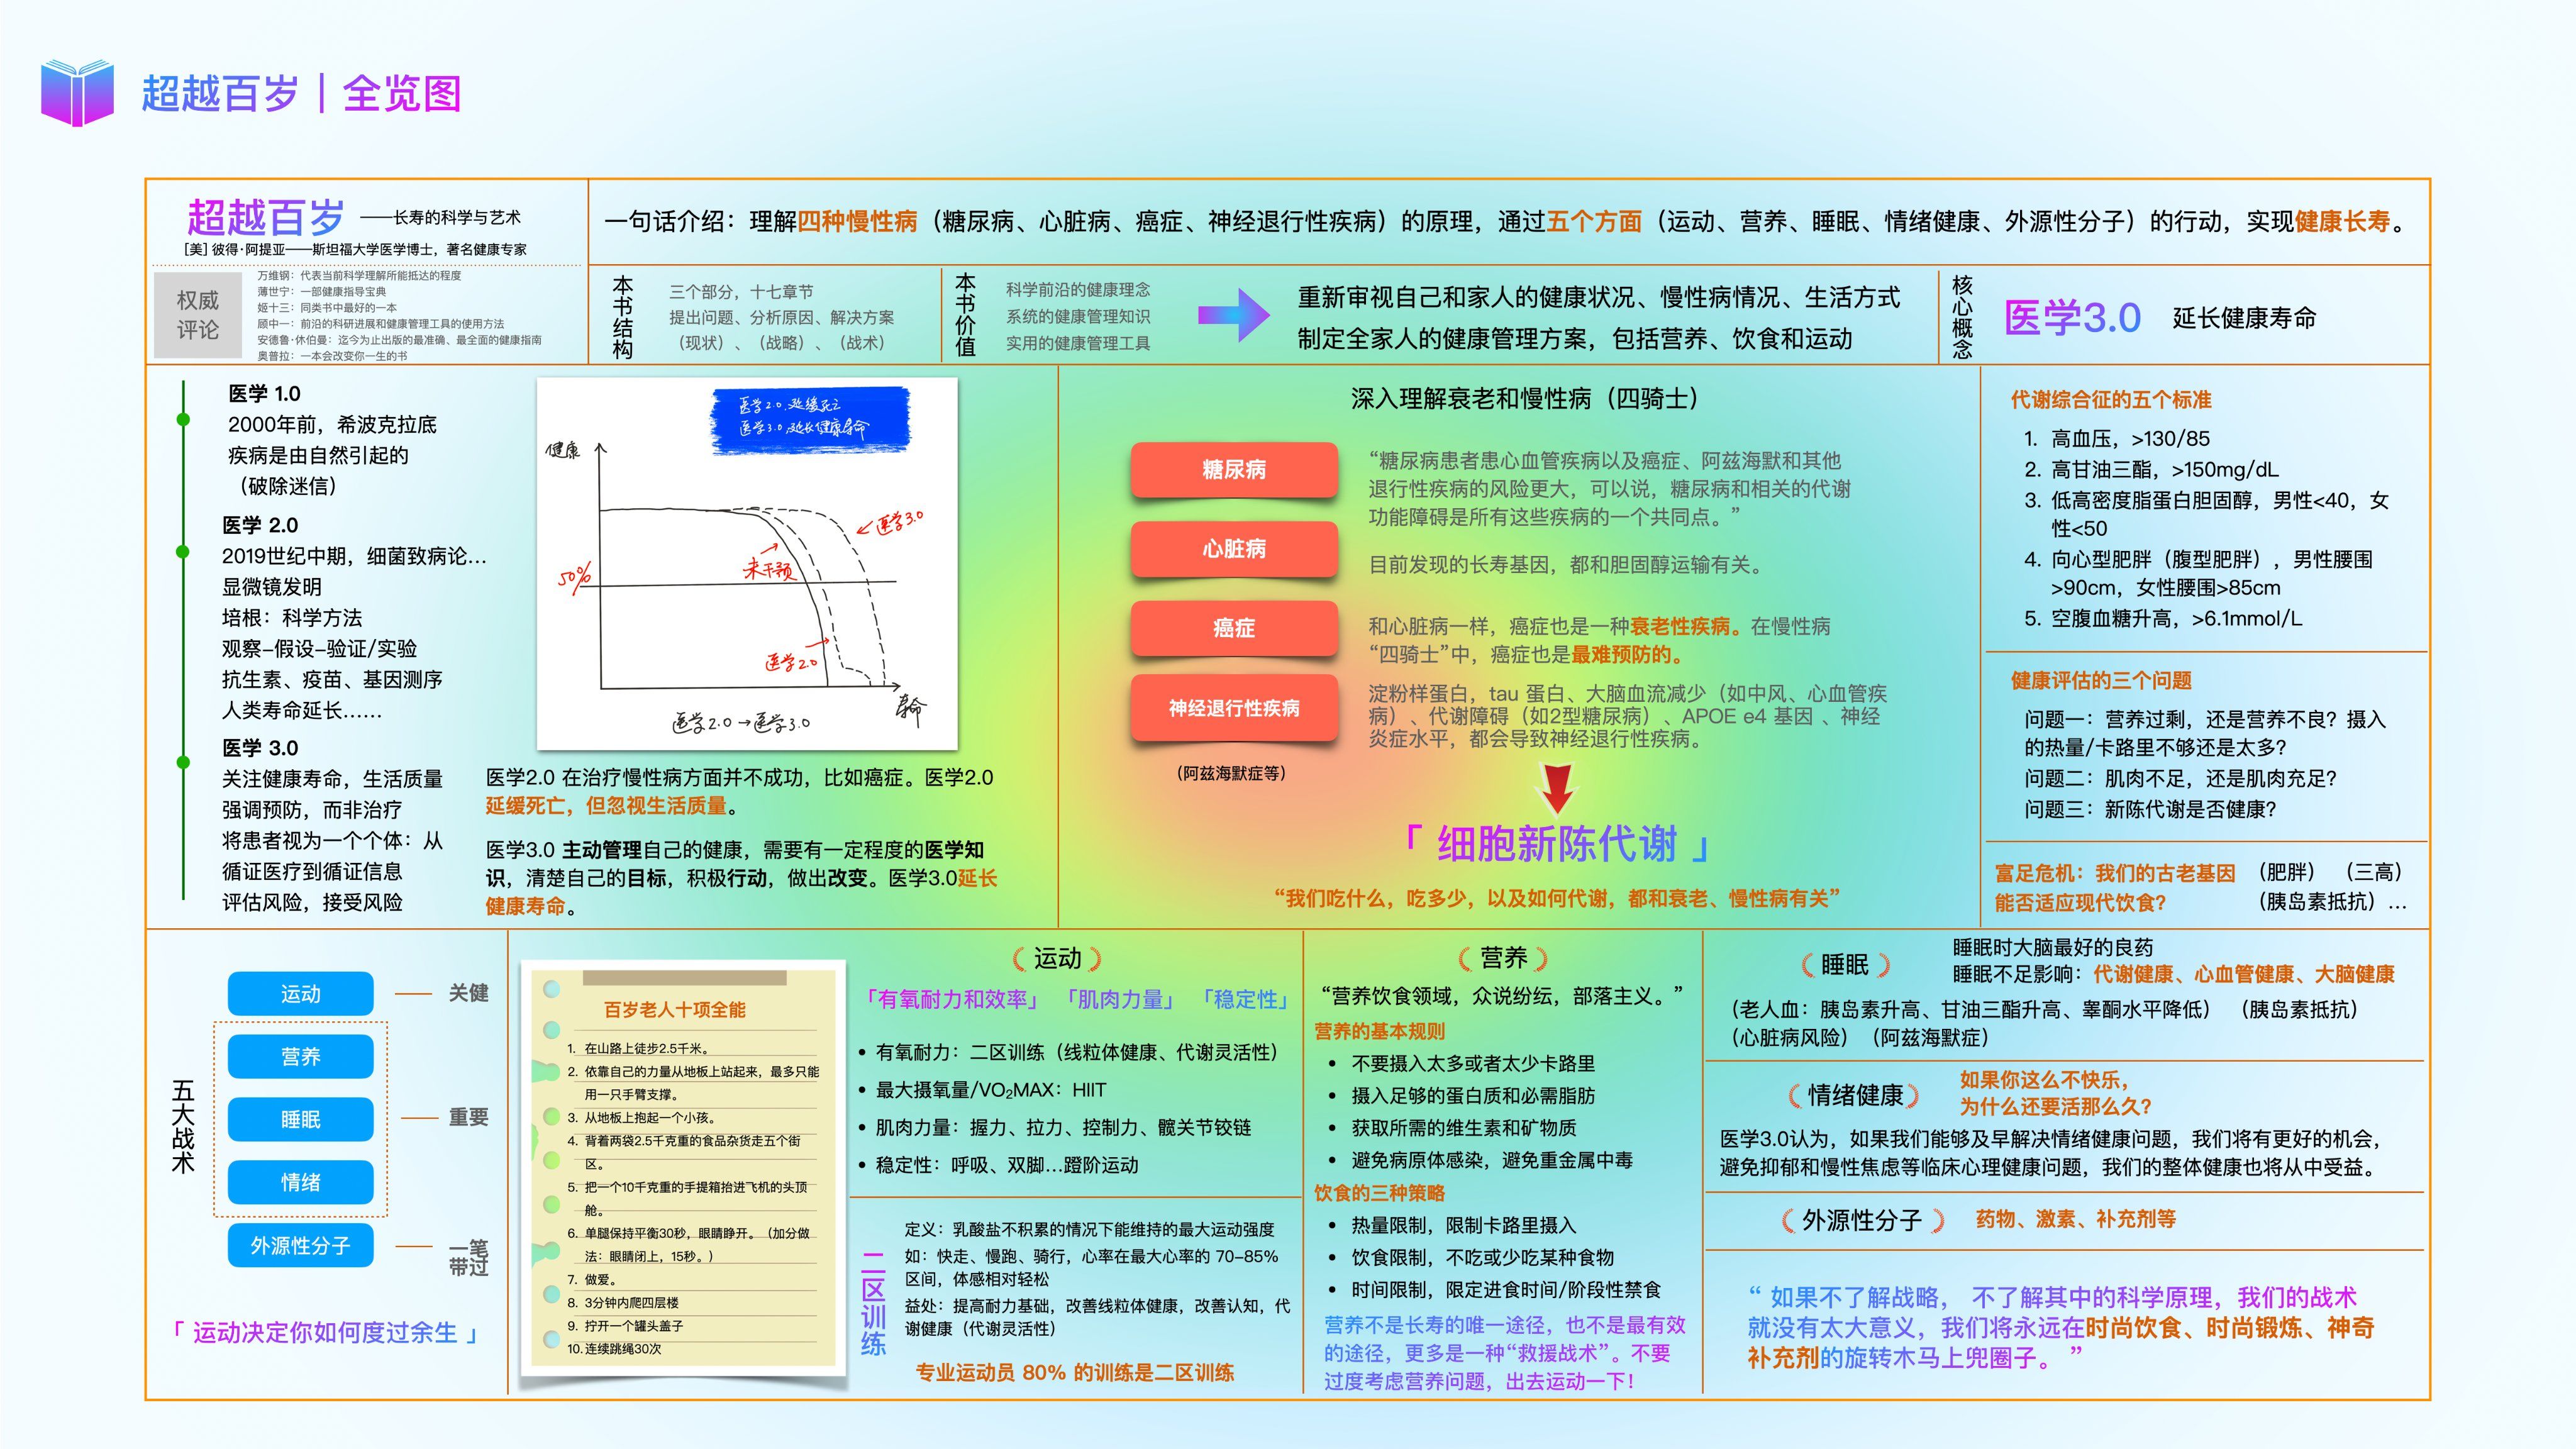 超越百岁｜全览图
超越百岁 ——长寿的科学与艺术
[美] 彼得·阿提亚——斯坦福大学医学博士，著名健康专家
权威
评论
万维钢：代表当前科学理解所能抵达的程度
薄世宁：一部健康指导宝典
姬十三：同类书中最好的一本
顾中一：前沿的科研进展和健康管理工具的使用方法
安德鲁·休伯曼：迄今为止出版的最准确、最全面的健康指南
奥普拉：一本会改变你一生的书
一句话介绍：理解四种慢性病（糖尿病、心脏病、癌症、神经退行性疾病）的原理，通过五个方面（运动、营养、睡眠、情绪健康、外源性分子）的行动，实现健康长寿。
本书结构
三个部分，十七章节
提出问题、分析原因、解决方案
（现状）、（战略）、（战术）
本书价值
科学前沿的健康理念
系统的健康管理知识
实用的健康管理工具
重新审视自己和家人的健康状况、慢性病情况、生活方式
制定全家人的健康管理方案，包括营养、饮食和运动
核心概念
医学3.0 延长健康寿命
医学 1.0
2000年前，希波克拉底
疾病是由自然引起的
（破除迷信）
医学 2.0
2019世纪中期，细菌致病论…
显微镜发明
培根：科学方法
观察–假设–验证/实验
抗生素、疫苗、基因测序
人类寿命延长……
医学 3.0
关注健康寿命，生活质量
强调预防，而非治疗
将患者视为一个个体：从
循证医疗到循证信息
评估风险，接受风险
医学2.0.延缓死亡
医学3.0.延长健康寿命
健康
医学3.0
未干预
50%
医学2.0
寿命
医学2.0→医学3.0
医学2.0 在治疗慢性病方面并不成功，比如癌症。医学2.0
延缓死亡，但忽视生活质量。
医学3.0 主动管理自己的健康，需要有一定程度的医学知
识，清楚自己的目标，积极行动，做出改变。医学3.0延长
健康寿命。
深入理解衰老和慢性病（四骑士）
糖尿病
“糖尿病患者患心血管疾病以及癌症、阿兹海默和其他
退行性疾病的风险更大，可以说，糖尿病和相关的代谢
功能障碍是所有这些疾病的一个共同点。”
心脏病
目前发现的长寿基因，都和胆固醇运输有关。
癌症
和心脏病一样，癌症也是一种衰老性疾病。在慢性病
“四骑士”中，癌症也是最难预防的。
神经退行性疾病
（阿兹海默症等）
淀粉样蛋白，tau 蛋白、大脑血流减少（如中风、心血管疾
病）、代谢障碍（如2型糖尿病）、APOE e4 基因 、神经
炎症水平，都会导致神经退行性疾病。
「 细胞新陈代谢 」
“我们吃什么，吃多少，以及如何代谢，都和衰老、慢性病有关”
代谢综合征的五个标准
1. 高血压，>130/85
2. 高甘油三酯，>150mg/dL
3. 低高密度脂蛋白胆固醇，男性<40，女
性<50
4. 向心型肥胖（腹型肥胖），男性腰围
>90cm，女性腰围>85cm
5. 空腹血糖升高，>6.1mmol/L
健康评估的三个问题
问题一：营养过剩，还是营养不良？摄入
的热量/卡路里不够还是太多？
问题二：肌肉不足，还是肌肉充足？
问题三：新陈代谢是否健康？
富足危机：我们的古老基因 （肥胖） （三高）
能否适应现代饮食？ （胰岛素抵抗）…
五大战术
运动
关健
营养
睡眠
重要
情绪
外源性分子
一笔
带过
「 运动决定你如何度过余生 」
百岁老人十项全能
1. 在山路上徒步2.5千米。
2. 依靠自己的力量从地板上站起来，最多只能
用一只手臂支撑。
3. 从地板上抱起一个小孩。
4. 背着两袋2.5千克重的食品杂货走五个街
区。
5. 把一个10千克重的手提箱抬进飞机的头顶
舱。
6. 单腿保持平衡30秒，眼睛睁开。（加分做
法：眼睛闭上，15秒。）
7. 做爱。
8. 3分钟内爬四层楼
9. 拧开一个罐头盖子
10. 连续跳绳30次
（ 运动 ）
「有氧耐力和效率」 「肌肉力量」 「稳定性」
• 有氧耐力：二区训练（线粒体健康、代谢灵活性）
• 最大摄氧量/VO₂MAX：HIIT
• 肌肉力量：握力、拉力、控制力、髋关节铰链
• 稳定性：呼吸、双脚…蹬阶运动
二区训练
定义：乳酸盐不积累的情况下能维持的最大运动强度
如：快走、慢跑、骑行，心率在最大心率的 70–85%
区间，体感相对轻松
益处：提高耐力基础，改善线粒体健康，改善认知，代
谢健康（代谢灵活性）
专业运动员 80% 的训练是二区训练
（ 营养 ）
“营养饮食领域，众说纷纭，部落主义。”
营养的基本规则
• 不要摄入太多或者太少卡路里
• 摄入足够的蛋白质和必需脂肪
• 获取所需的维生素和矿物质
• 避免病原体感染，避免重金属中毒
饮食的三种策略
• 热量限制，限制卡路里摄入
• 饮食限制，不吃或少吃某种食物
• 时间限制，限定进食时间/阶段性禁食
营养不是长寿的唯一途径，也不是最有效
的途径，更多是一种“救援战术”。不要
过度考虑营养问题，出去运动一下！
（ 睡眠 ）
睡眠时大脑最好的良药
睡眠不足影响：代谢健康、心血管健康、大脑健康
（老人血：胰岛素升高、甘油三酯升高、睾酮水平降低） （胰岛素抵抗）
（心脏病风险）（阿兹海默症）
（ 情绪健康 ）
如果你这么不快乐，
为什么还要活那么久？
医学3.0认为，如果我们能够及早解决情绪健康问题，我们将有更好的机会，
避免抑郁和慢性焦虑等临床心理健康问题，我们的整体健康也将从中受益。
（ 外源性分子 ） 药物、激素、补充剂等
“ 如果不了解战略， 不了解其中的科学原理，我们的战术
就没有太大意义，我们将永远在时尚饮食、时尚锻炼、神奇
补充剂的旋转木马上兜圈子。 ”